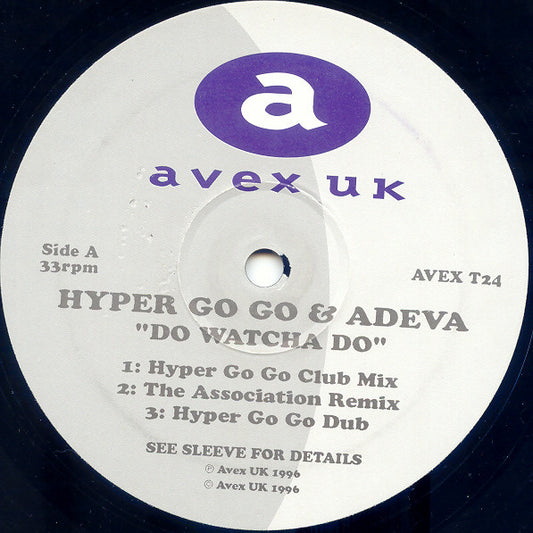 a
avex uk
Side A
33rpm
AVEX T24
HYPER GO GO & ADEVA
"DO WATCHA DO"
1: Hyper Go Go Club Mix
2: The Association Remix
3: Hyper Go Go Dub
SEE SLEEVE FOR DETAILS
℗ Avex UK 1996
© Avex UK 1996